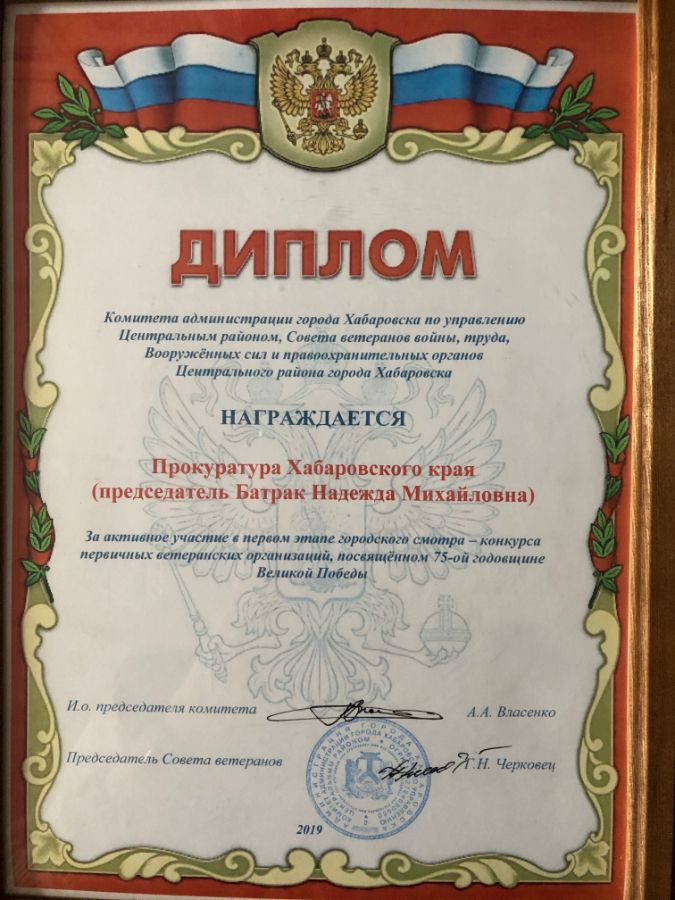 ДИПЛОМ
Комитета администрации города Хабаровска по управлению
Центральным районом, Совета ветеранов войны, труда,
Вооружённых сил и правоохранительных органов
Центрального района города Хабаровска
НАГРАЖДАЕТСЯ
Прокуратура Хабаровского края
(председатель Батрак Надежда Михайловна)
За активное участие в первом этапе городского смотра – конкурса
первичных ветеранских организаций, посвящённом 75-ой годовщине
Великой Победы
И.о. председателя комитета А.А. Власенко
Председатель Совета ветеранов Г.Н. Черковец
2019